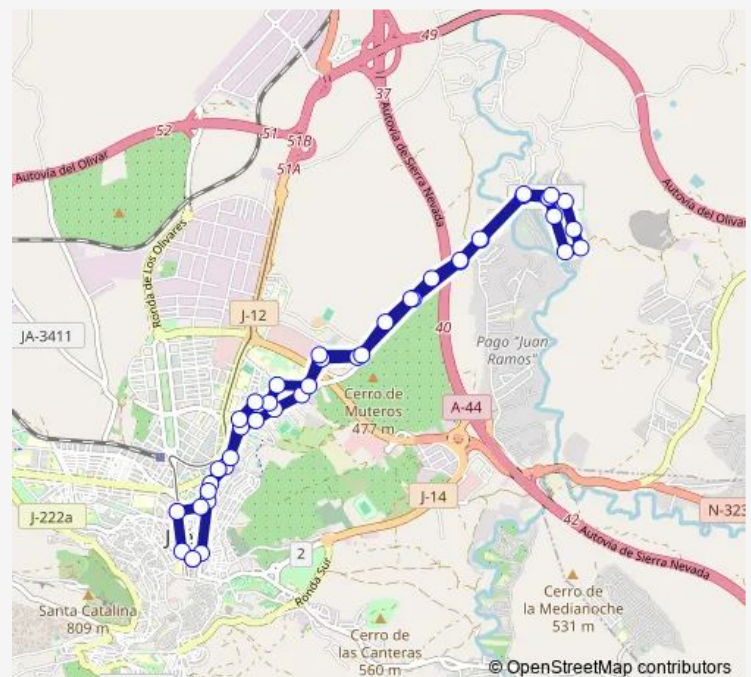 49
37
52
51
51B
51A
Autovía del Olivar
Autovía de Sierra Nevada
Autovía del Olivar
Ronda de Los Olivares
J-12
JA-3411
40
Pago "Juan
Ramos"
Cerro de
Muteros
477 m
A-44
J-14
N-323
J-222a
J
2
42
Autovía de Sierra Nevada
Ronda Sur
Santa Catalina
809 m
Cerro de
la Medianoche
531 m
Cerro de
las Canteras
560 m
© OpenStreetMap contributors